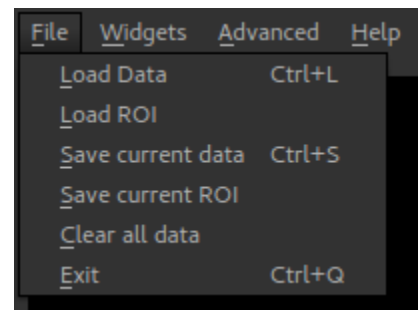 File Widgets Advanced Help
Load Data Ctrl+L
Load ROI
Save current data Ctrl+S
Save current ROI
Clear all data
Exit Ctrl+Q